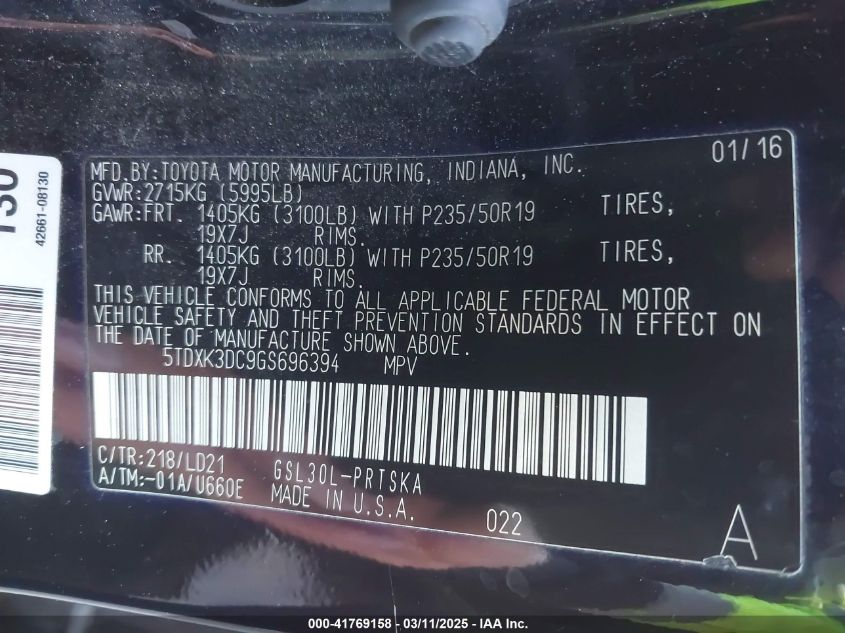 130
42661-08130
01/16
MFD.BY:TOYOTA MOTOR MANUFACTURING, INDIANA, INC.
GVWR:2715KG (5995LB)
GAWR:FRT. 1405KG (3100LB) WITH P235/50R19 TIRES,
19X7J RIMS.
RR. 1405KG (3100LB) WITH P235/50R19 TIRES,
19X7J RIMS.
THIS VEHICLE CONFORMS TO ALL APPLICABLE FEDERAL MOTOR
VEHICLE SAFETY AND THEFT PREVENTION STANDARDS IN EFFECT ON
THE DATE OF MANUFACTURE SHOWN ABOVE.
5TDXK3DC9GS696394 MPV
C/TR:218/LD21 GSL30L-PRTSKA
A/TM:-01A/U660E MADE IN U.S.A.
022
A
000-41769158 - 03/11/2025 - IAA Inc.